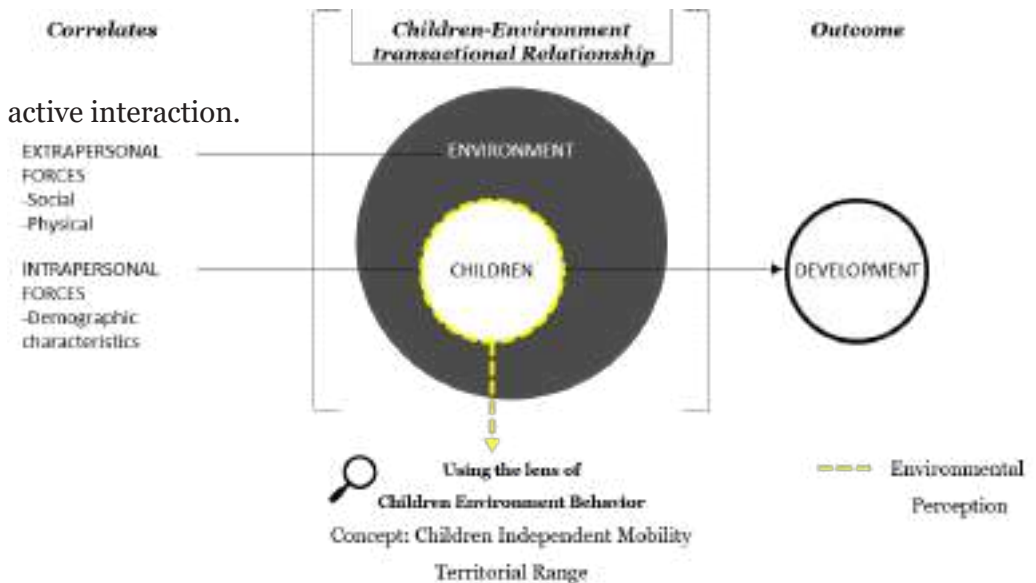 Correlates
Children-Environment
transactional Relationship
Outcome
active interaction.
EXTRAPERSONAL
FORCES
-Social
-Physical
ENVIRONMENT
INTRAPERSONAL
FORCES
-Demographic
characteristics
CHILDREN
DEVELOPMENT
Using the lens of
Children Environment Behavior
Concept: Children Independent Mobility
Territorial Range
Environmental
Perception